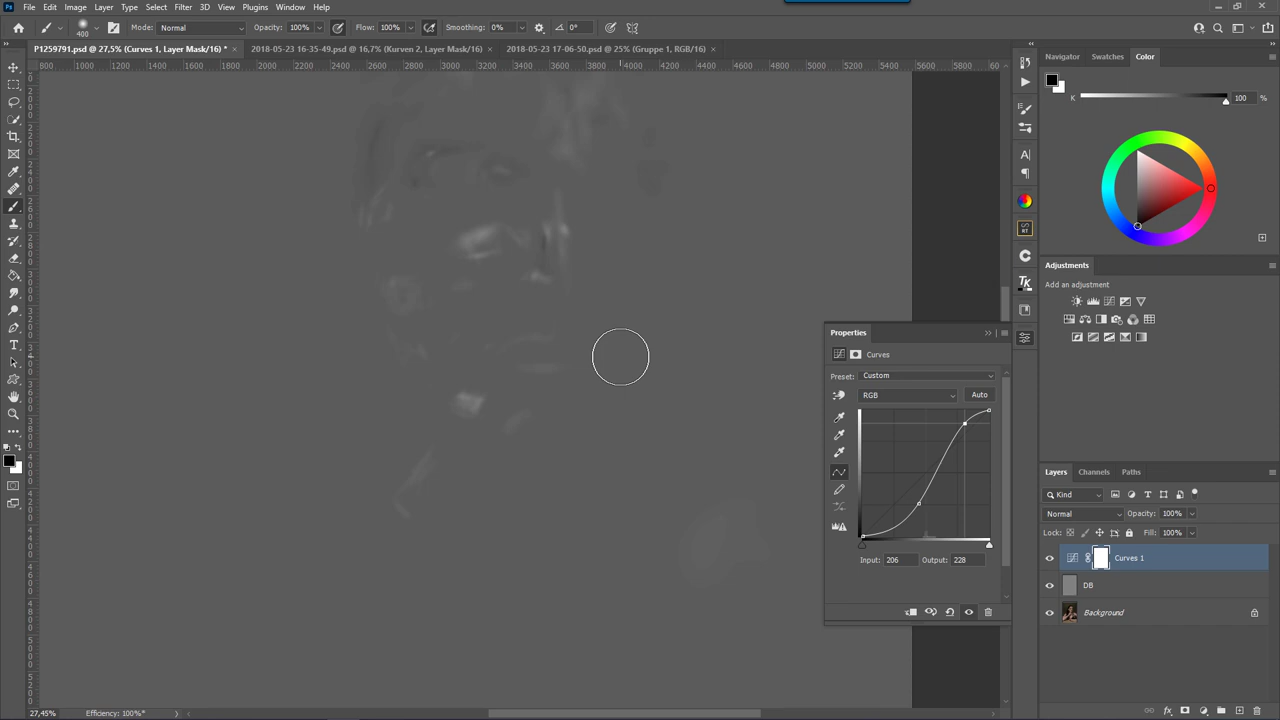 Ps File Edit Image Layer Type Select Filter 3D View Plugins Window Help
400 Mode: Normal Opacity: 100% Flow: 100% Smoothing: 0% 0°
P1259791.psd @ 27,5% (Curves 1, Layer Mask/16) * × 2018-05-23 16-35-49.psd @ 16,7% (Kurven 2, Layer Mask/16) × 2018-05-23 17-06-50.psd @ 25% (Gruppe 1, RGB/16) ×
800 1000 1200 1400 1600 1800 2000 2200 2400 2600 2800 3000 3200 3400 3600 3800 4000 4200 4400 4600 4800 5000 5200 5400 5600 5800 60
Navigator Swatches Color
K 100 %
Adjustments
Add an adjustment
Properties
Curves
Preset: Custom
RGB Auto
Input: 206 Output: 228
Layers Channels Paths
Kind
Normal Opacity: 100%
Lock: Fill: 100%
Curves 1
DB
Background
27,45% Efficiency: 100%*